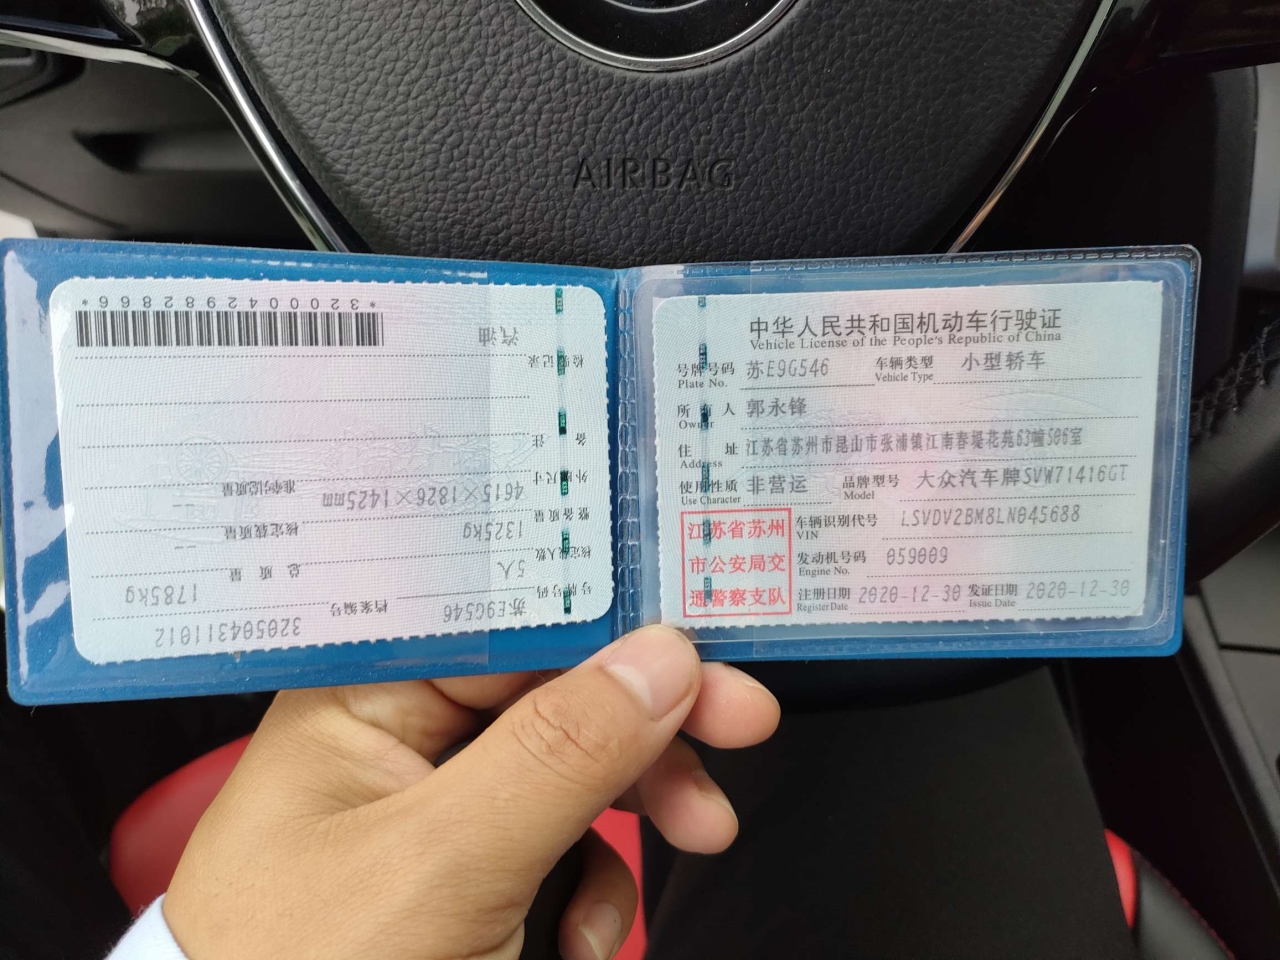 AIRBAG
中华人民共和国机动车行驶证
Vehicle License of the People's Republic of China
号牌号码 苏E9G546 车辆类型 小型轿车
Plate No. Vehicle Type
所有人 郭永锋
Owner
住址 江苏省苏州市昆山市张浦镇江南春堤花苑63幢506室
Address
使用性质 非营运 品牌型号 大众汽车牌SVW71416GT
Use Character Model
江苏省苏州
市公安局交
通警察支队
车辆识别代号 LSVDV2BM8LN045688
VIN
发动机号码 059009
Engine No.
注册日期 2020-12-30 发证日期 2020-12-30
Register Date Issue Date
号牌号码 苏E9G546 档案编号 320504311012
核定载人数 5人 总质量 1785kg
整备质量 1325kg 核定载质量 --
外廓尺寸 4615×1826×1425mm 准牵引总质量 --
备注
检验记录 汽油
*3200042982866*